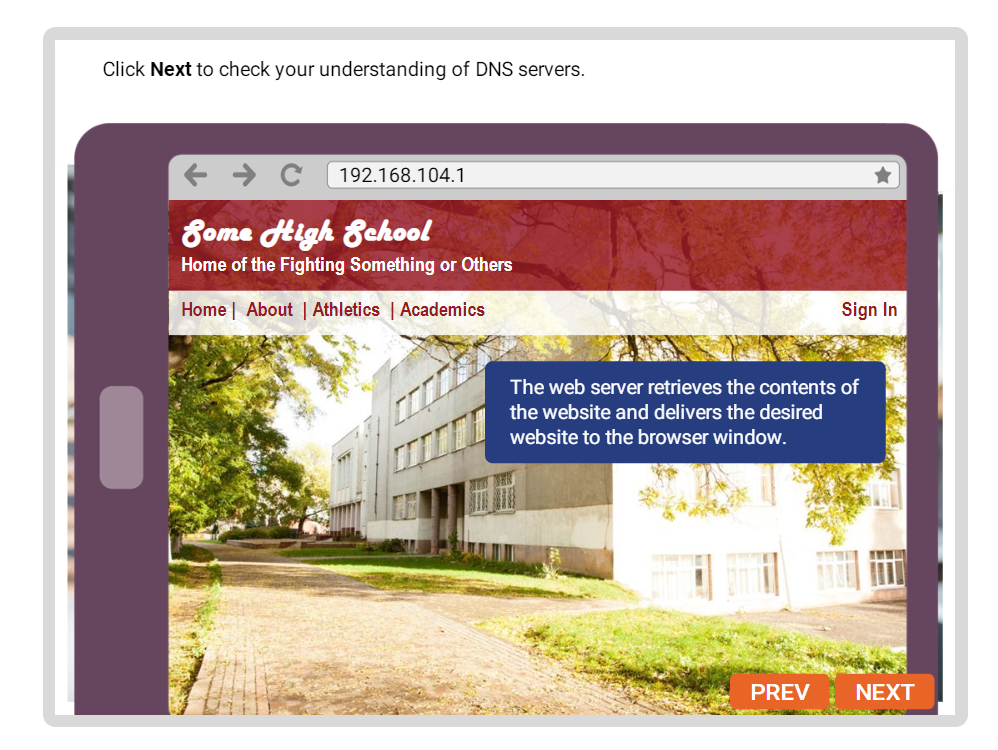 Click Next to check your understanding of DNS servers.
192.168.104.1
Some High School
Home of the Fighting Something or Others
Home | About | Athletics | Academics
Sign In
The web server retrieves the contents of
the website and delivers the desired
website to the browser window.
PREV
NEXT